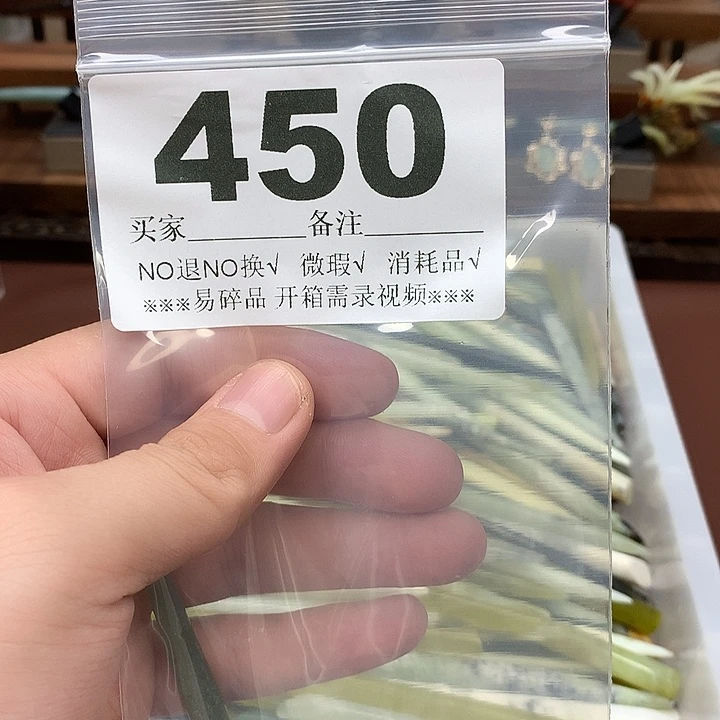 450
买家________备注________
NO退NO换√ 微瑕√ 消耗品√
※※※易碎品 开箱需录视频※※※